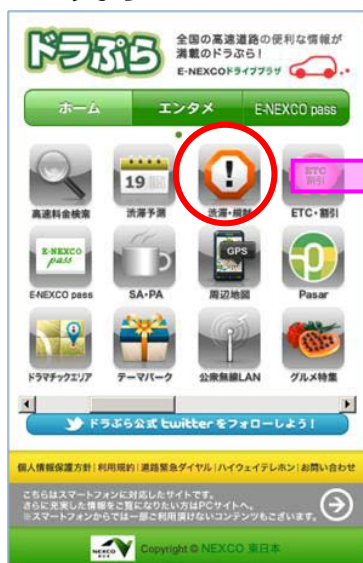 ドラぷら
全国の高速道路の便利な情報が
満載のドラぷら!
E-NEXCOドライブプラザ
ホーム エンタメ E-NEXCO pass
19
ETC
割引
高速料金検索 渋滞予測 渋滞・規制 ETC・割引
E-NEXCO
pass
GPS
E-NEXCO pass SA・PA 周辺地図 Pasar
ドラマチックエリア テーマパーク 公衆無線LAN グルメ特集
ドラぷら公式 twitter をフォローしよう!
個人情報保護方針 | 利用規約 | 道路緊急ダイヤル | ハイウェイテレホン | お問い合わせ
こちらはスマートフォンに対応したサイトです。
さらに充実した情報をご覧になりたい方はPCサイトへ。
※スマートフォンからでは一部ご利用頂けないコンテンツもございます。
NEXCO
Copyright © NEXCO 東日本